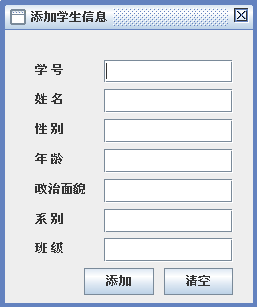 添加学生信息
学 号
姓 名
性 别
年 龄
政治面貌
系 别
班 级
添加 清空